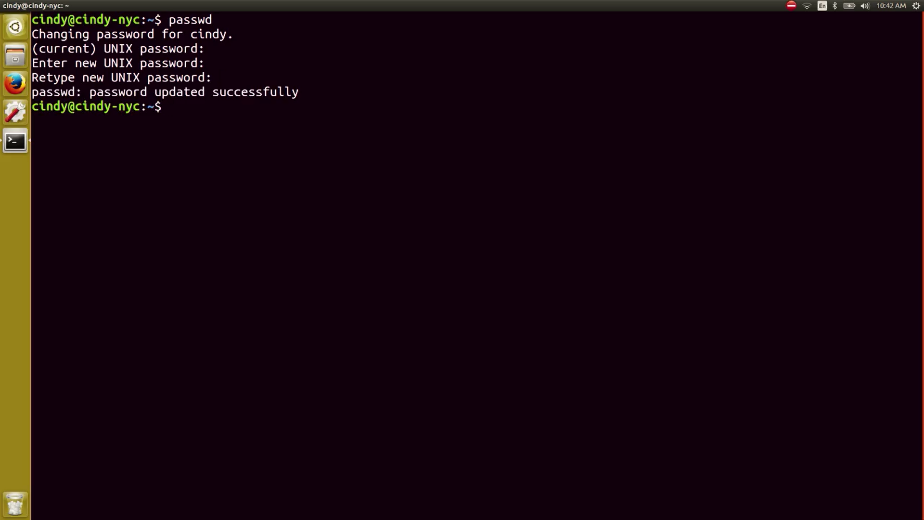 cindy@cindy-nyc: ~
En
10:42 AM
cindy@cindy-nyc:~$ passwd
Changing password for cindy.
(current) UNIX password:
Enter new UNIX password:
Retype new UNIX password:
passwd: password updated successfully
cindy@cindy-nyc:~$
>_